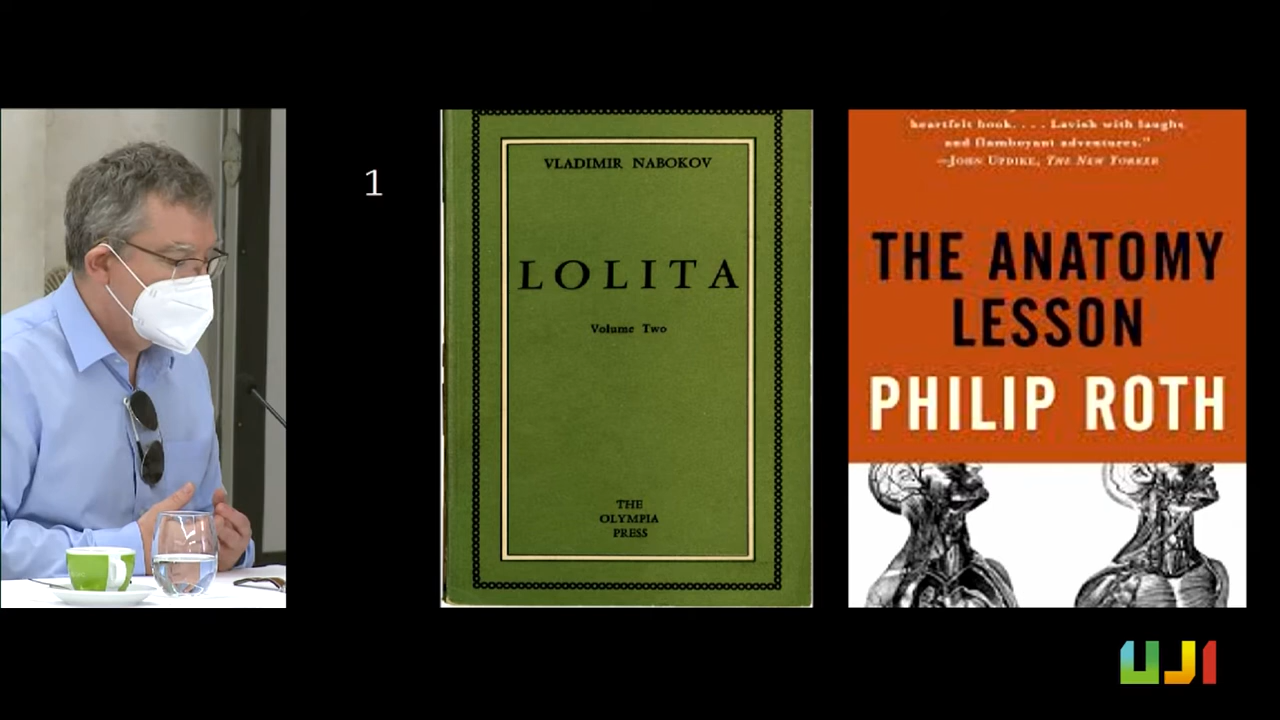 1
VLADIMIR NABOKOV
LOLITA
Volume Two
THE
OLYMPIA
PRESS
heartfelt book. . . . Lavish with laughs
and flamboyant adventures."
—JOHN UPDIKE, THE NEW YORKER
THE ANATOMY
LESSON
PHILIP ROTH
UJI